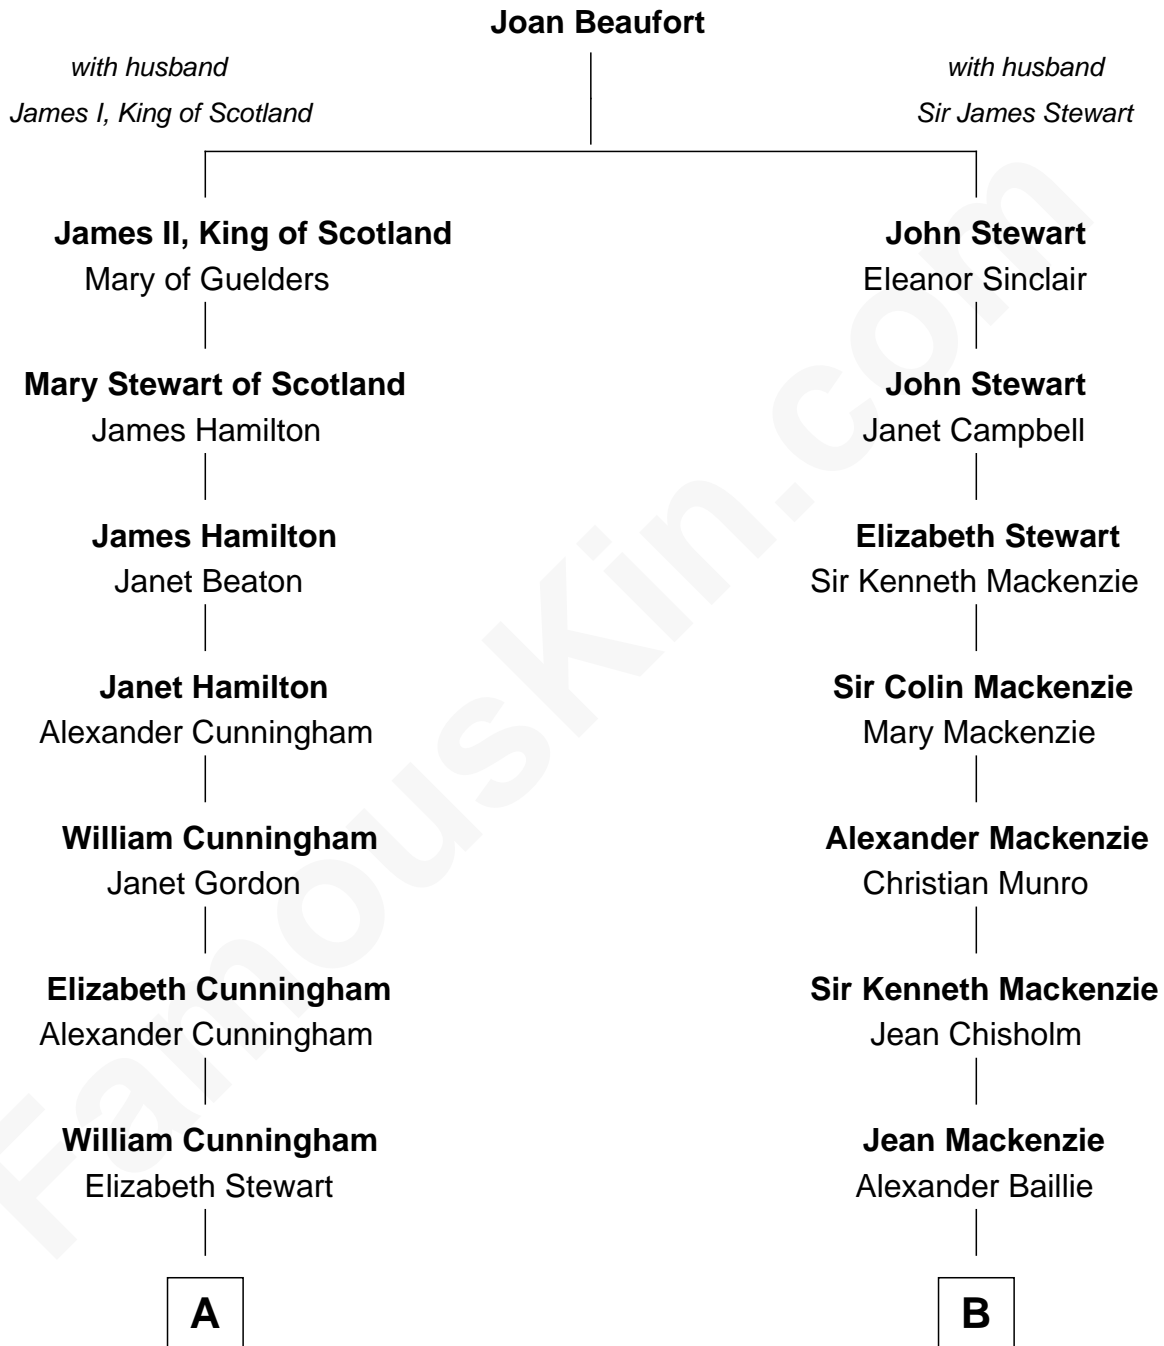 Joan Beaufort
with husband
James I, King of Scotland
with husband
Sir James Stewart
James II, King of Scotland
Mary of Guelders
John Stewart
Eleanor Sinclair
Mary Stewart of Scotland
James Hamilton
John Stewart
Janet Campbell
James Hamilton
Janet Beaton
Elizabeth Stewart
Sir Kenneth Mackenzie
Janet Hamilton
Alexander Cunningham
Sir Colin Mackenzie
Mary Mackenzie
William Cunningham
Janet Gordon
Alexander Mackenzie
Christian Munro
Elizabeth Cunningham
Alexander Cunningham
Sir Kenneth Mackenzie
Jean Chisholm
William Cunningham
Elizabeth Stewart
Jean Mackenzie
Alexander Baillie
A
B
FamousKin.com